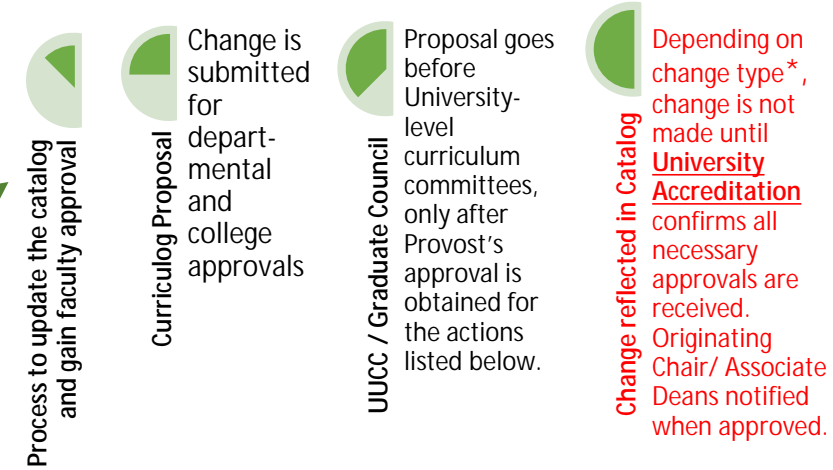 Process to update the catalog
and gain faculty approval
Curriculog Proposal
Change is
submitted
for
depart-
mental
and
college
approvals
UUCC / Graduate Council
Proposal goes
before
University-
level
curriculum
committees,
only after
Provost's
approval is
obtained for
the actions
listed below.
Change reflected in Catalog
Depending on
change type*,
change is not
made until
University
Accreditation
confirms all
necessary
approvals are
received.
Originating
Chair/ Associate
Deans notified
when approved.